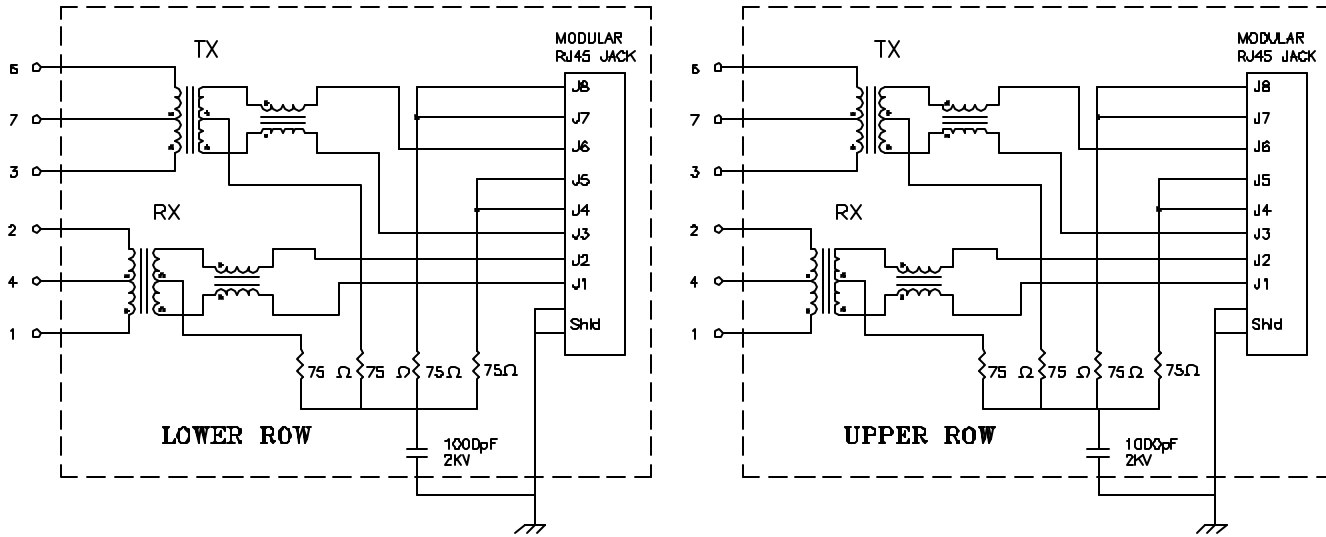 TX
MODULAR
RJ45 JACK
6
J8
7
J7
J6
3
J5
RX
J4
2
J3
J2
4
J1
1
Shld
75 Ω 75 Ω 75Ω 75Ω
LOWER ROW
1000pF
2KV
TX
MODULAR
RJ45 JACK
6
J8
7
J7
J6
3
J5
RX
J4
2
J3
J2
4
J1
1
Shld
75 Ω 75 Ω 75Ω 75Ω
UPPER ROW
1000pF
2KV